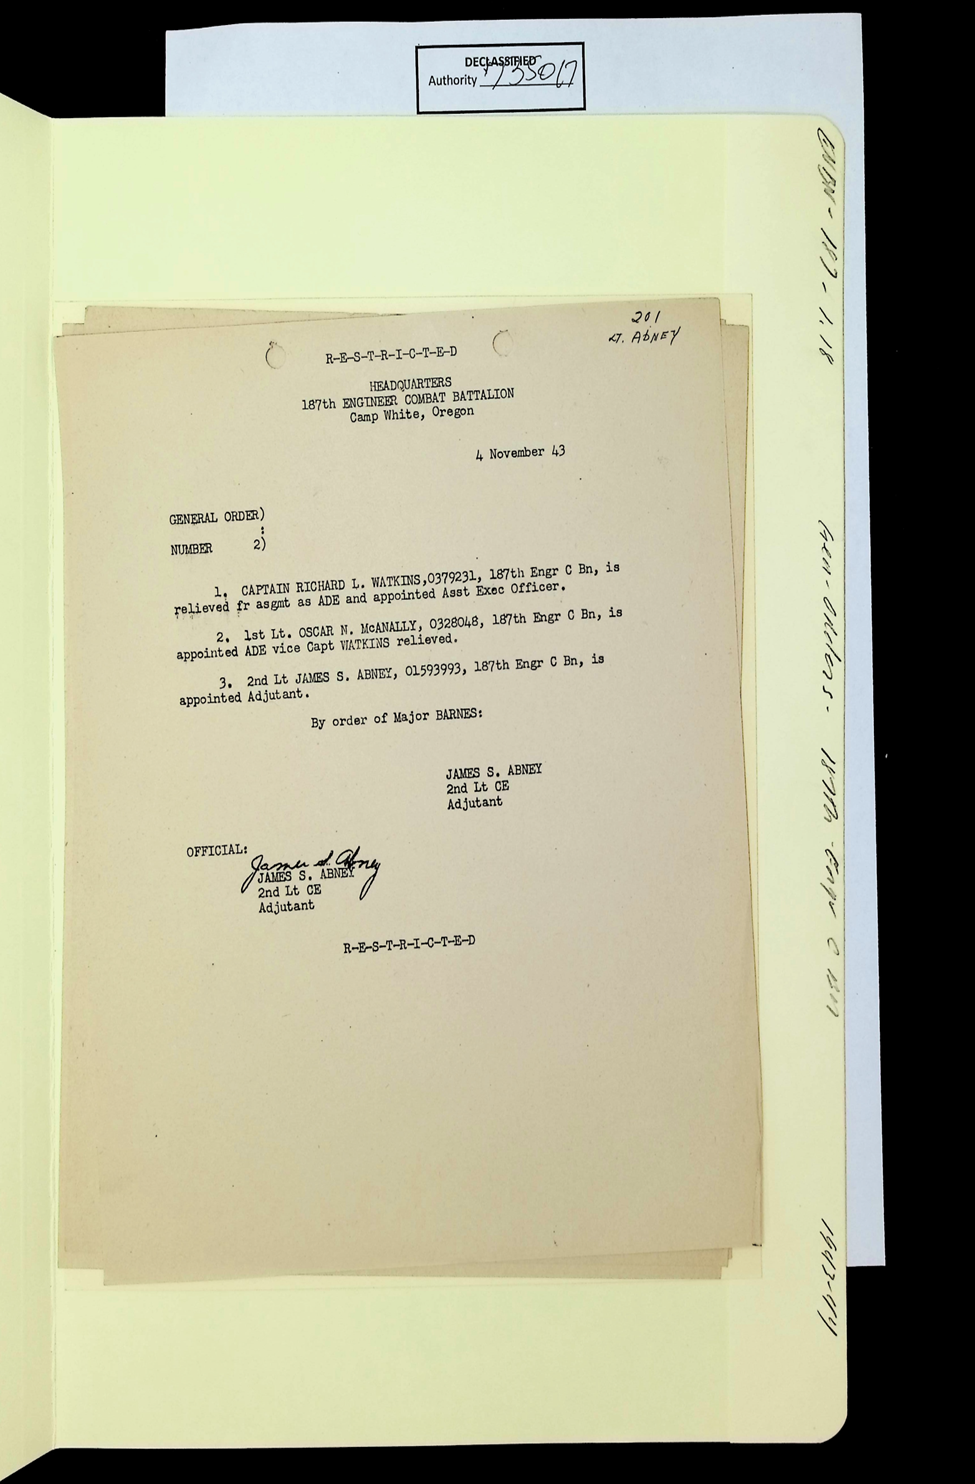 DECLASSIFIED
Authority 735017
201
LT. ABNEY
R-E-S-T-R-I-C-T-E-D
HEADQUARTERS
187th ENGINEER COMBAT BATTALION
Camp White, Oregon
4 November 43
GENERAL ORDER)
:
NUMBER 2)
1. CAPTAIN RICHARD L. WATKINS,0379231, 187th Engr C Bn, is
relieved fr asgmt as ADE and appointed Asst Exec Officer.
2. 1st Lt. OSCAR N. McANALLY, 0328048, 187th Engr C Bn, is
appointed ADE vice Capt WATKINS relieved.
3. 2nd Lt JAMES S. ABNEY, 01593993, 187th Engr C Bn, is
appointed Adjutant.
By order of Major BARNES:
JAMES S. ABNEY
2nd Lt CE
Adjutant
OFFICIAL:
James S. Abney
JAMES S. ABNEY
2nd Lt CE
Adjutant
R-E-S-T-R-I-C-T-E-D
ENBN - 187 - 1.18
Gen - Orders - 187th - Engr C Bn
1943-44